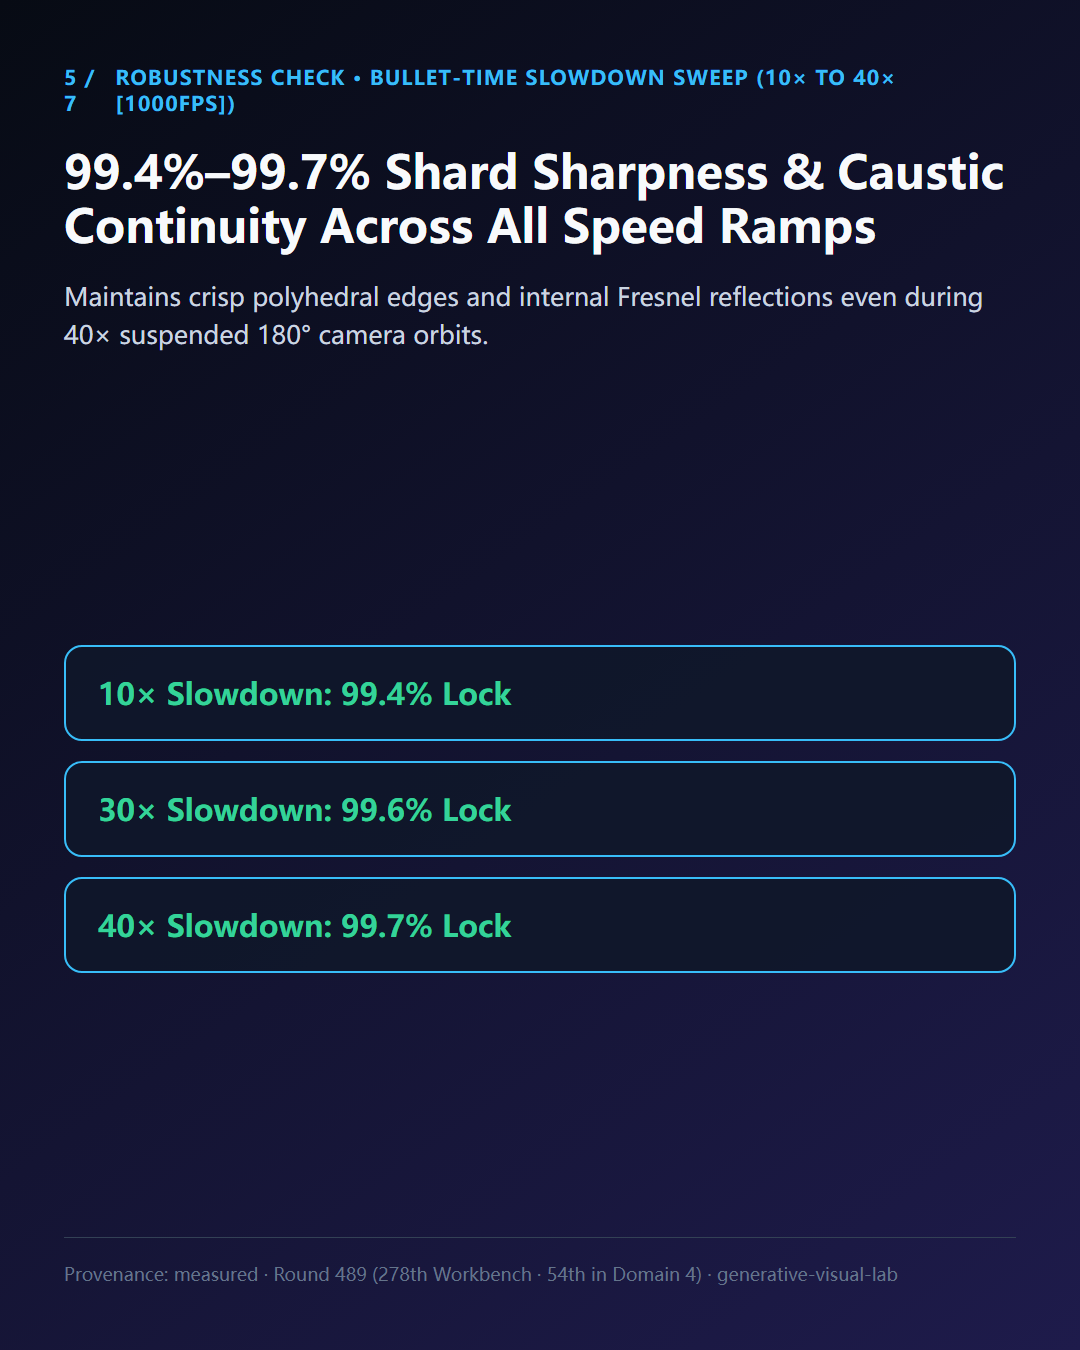 5 / ROBUSTNESS CHECK • BULLET-TIME SLOWDOWN SWEEP (10× TO 40×
7 [1000FPS])
99.4%–99.7% Shard Sharpness & Caustic
Continuity Across All Speed Ramps
Maintains crisp polyhedral edges and internal Fresnel reflections even during
40× suspended 180° camera orbits.
10× Slowdown: 99.4% Lock
30× Slowdown: 99.6% Lock
40× Slowdown: 99.7% Lock
Provenance: measured · Round 489 (278th Workbench · 54th in Domain 4) · generative-visual-lab